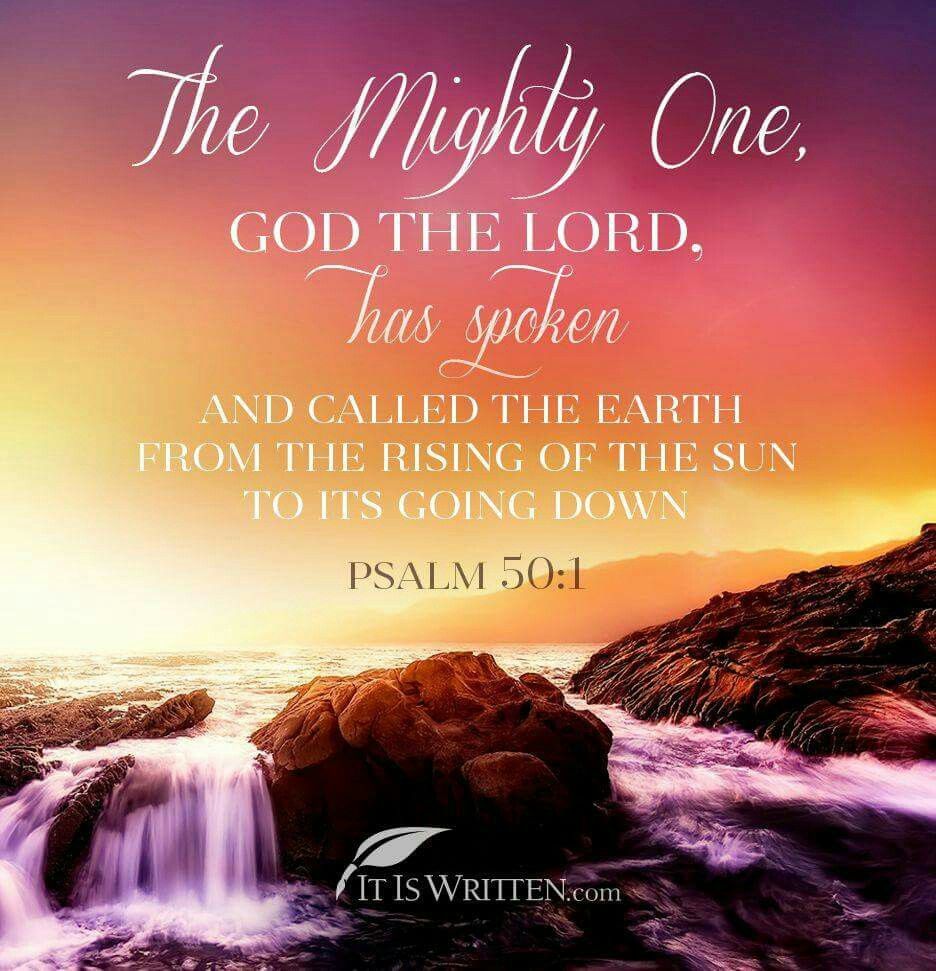 The Mighty One,
GOD THE LORD,
has spoken
AND CALLED THE EARTH
FROM THE RISING OF THE SUN
TO ITS GOING DOWN
PSALM 50:1
IT IS WRITTEN.com